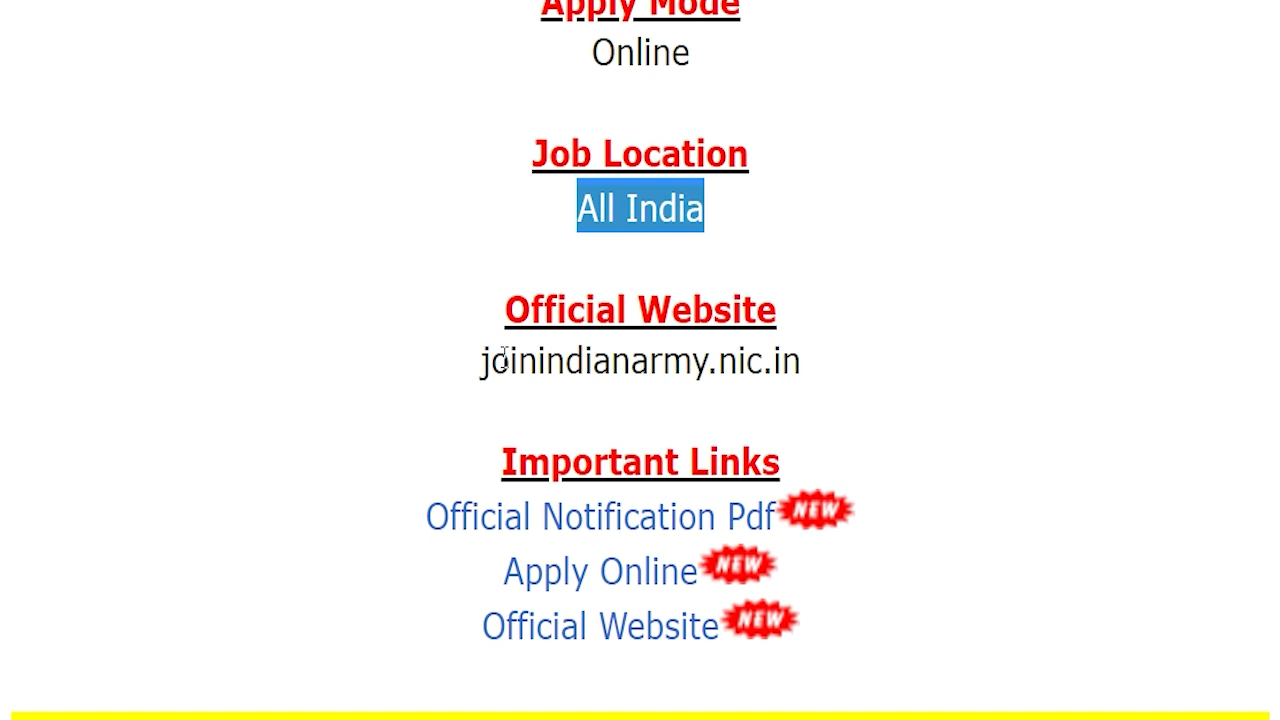 Apply Mode
Online
Job Location
All India
Official Website
joinindianarmy.nic.in
Important Links
Official Notification Pdf NEW
Apply Online NEW
Official Website NEW